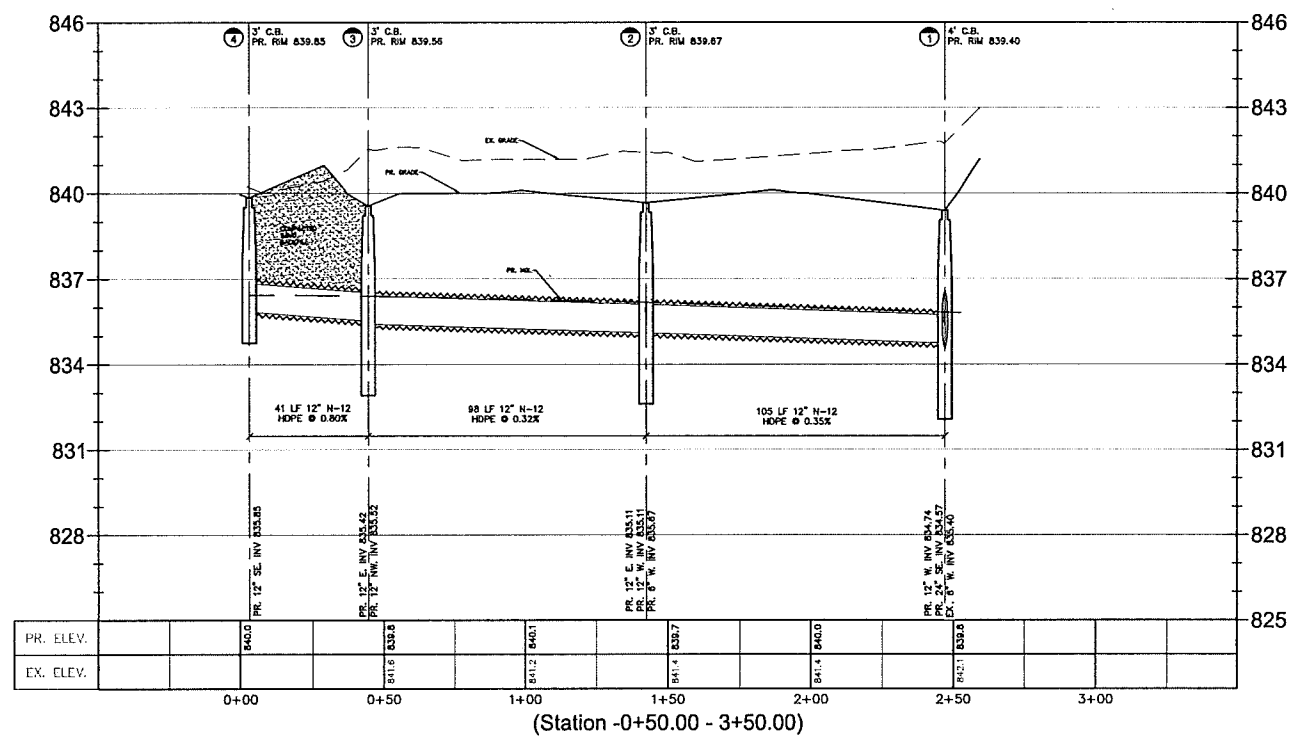 846
846
4
3' C.B.
PR. RIM 839.85
3
3' C.B.
PR. RIM 839.56
2
3' C.B.
PR. RIM 839.67
1
4' C.B.
PR. RIM 839.40
843
843
EX. GRADE
PR. GRADE
840
840
COMPACTED
837
837
PR.
834
834
41 LF 12" N-12
HDPE @ 0.80%
98 LF 12" N-12
HDPE @ 0.32%
105 LF 12" N-12
HDPE @ 0.35%
831
831
828
828
PR. 12" SE. INV 835.85
PR. 12" E. INV 835.42
PR. 12" NW. INV 835.52
PR. 12" E. INV 835.11
PR. 12" W. INV 835.11
PR. 6" W. INV 835.67
PR. 12" W. INV 834.74
PR. 24" SE. INV 834.57
EX. 8" W. INV 835.40
825
PR. ELEV.
840.0
839.8
840.1
839.7
840.0
839.8
EX. ELEV.
841.6
841.2
841.4
841.4
842.1
0+00
0+50
1+00
1+50
2+00
2+50
3+00
(Station -0+50.00 - 3+50.00)